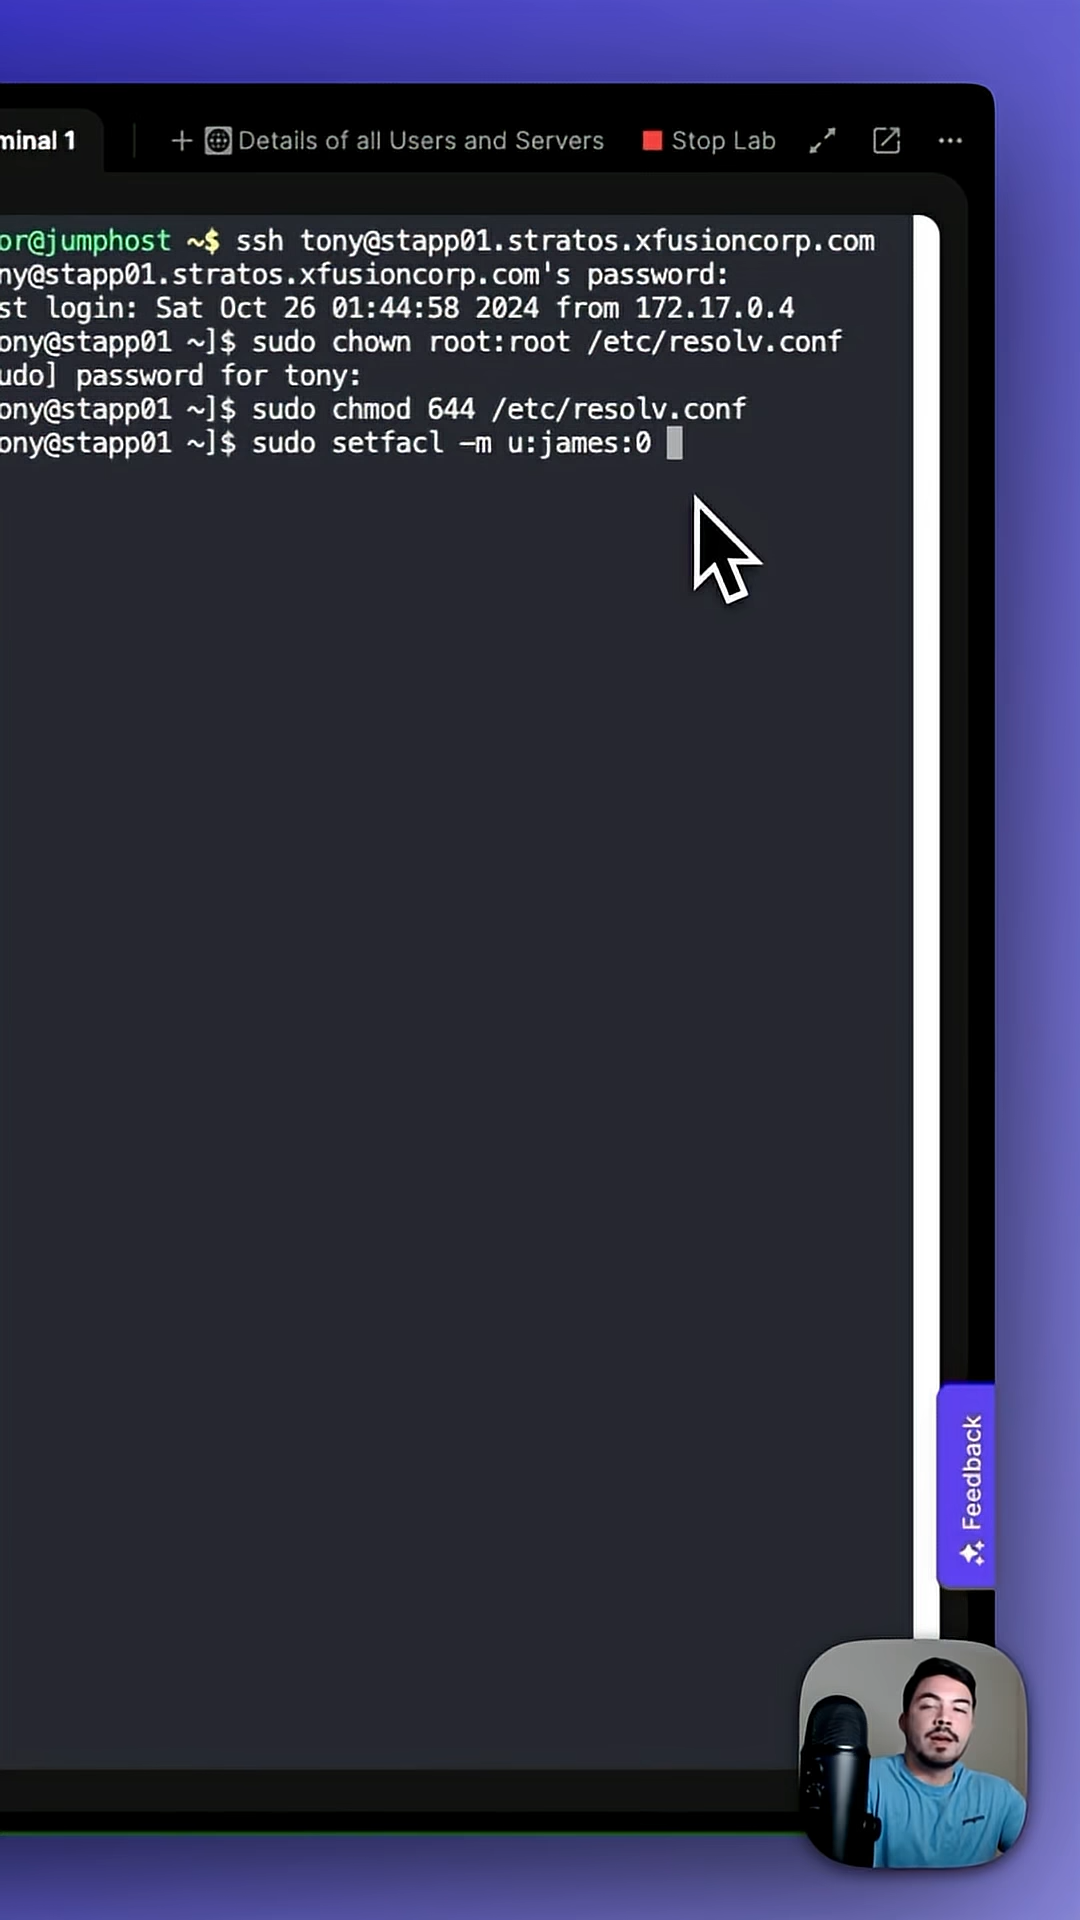 minal 1
+ Details of all Users and Servers
Stop Lab
or@jumphost ~$ ssh tony@stapp01.stratos.xfusioncorp.com
ny@stapp01.stratos.xfusioncorp.com's password:
st login: Sat Oct 26 01:44:58 2024 from 172.17.0.4
ony@stapp01 ~]$ sudo chown root:root /etc/resolv.conf
udo] password for tony:
ony@stapp01 ~]$ sudo chmod 644 /etc/resolv.conf
ony@stapp01 ~]$ sudo setfacl -m u:james:0
Feedback